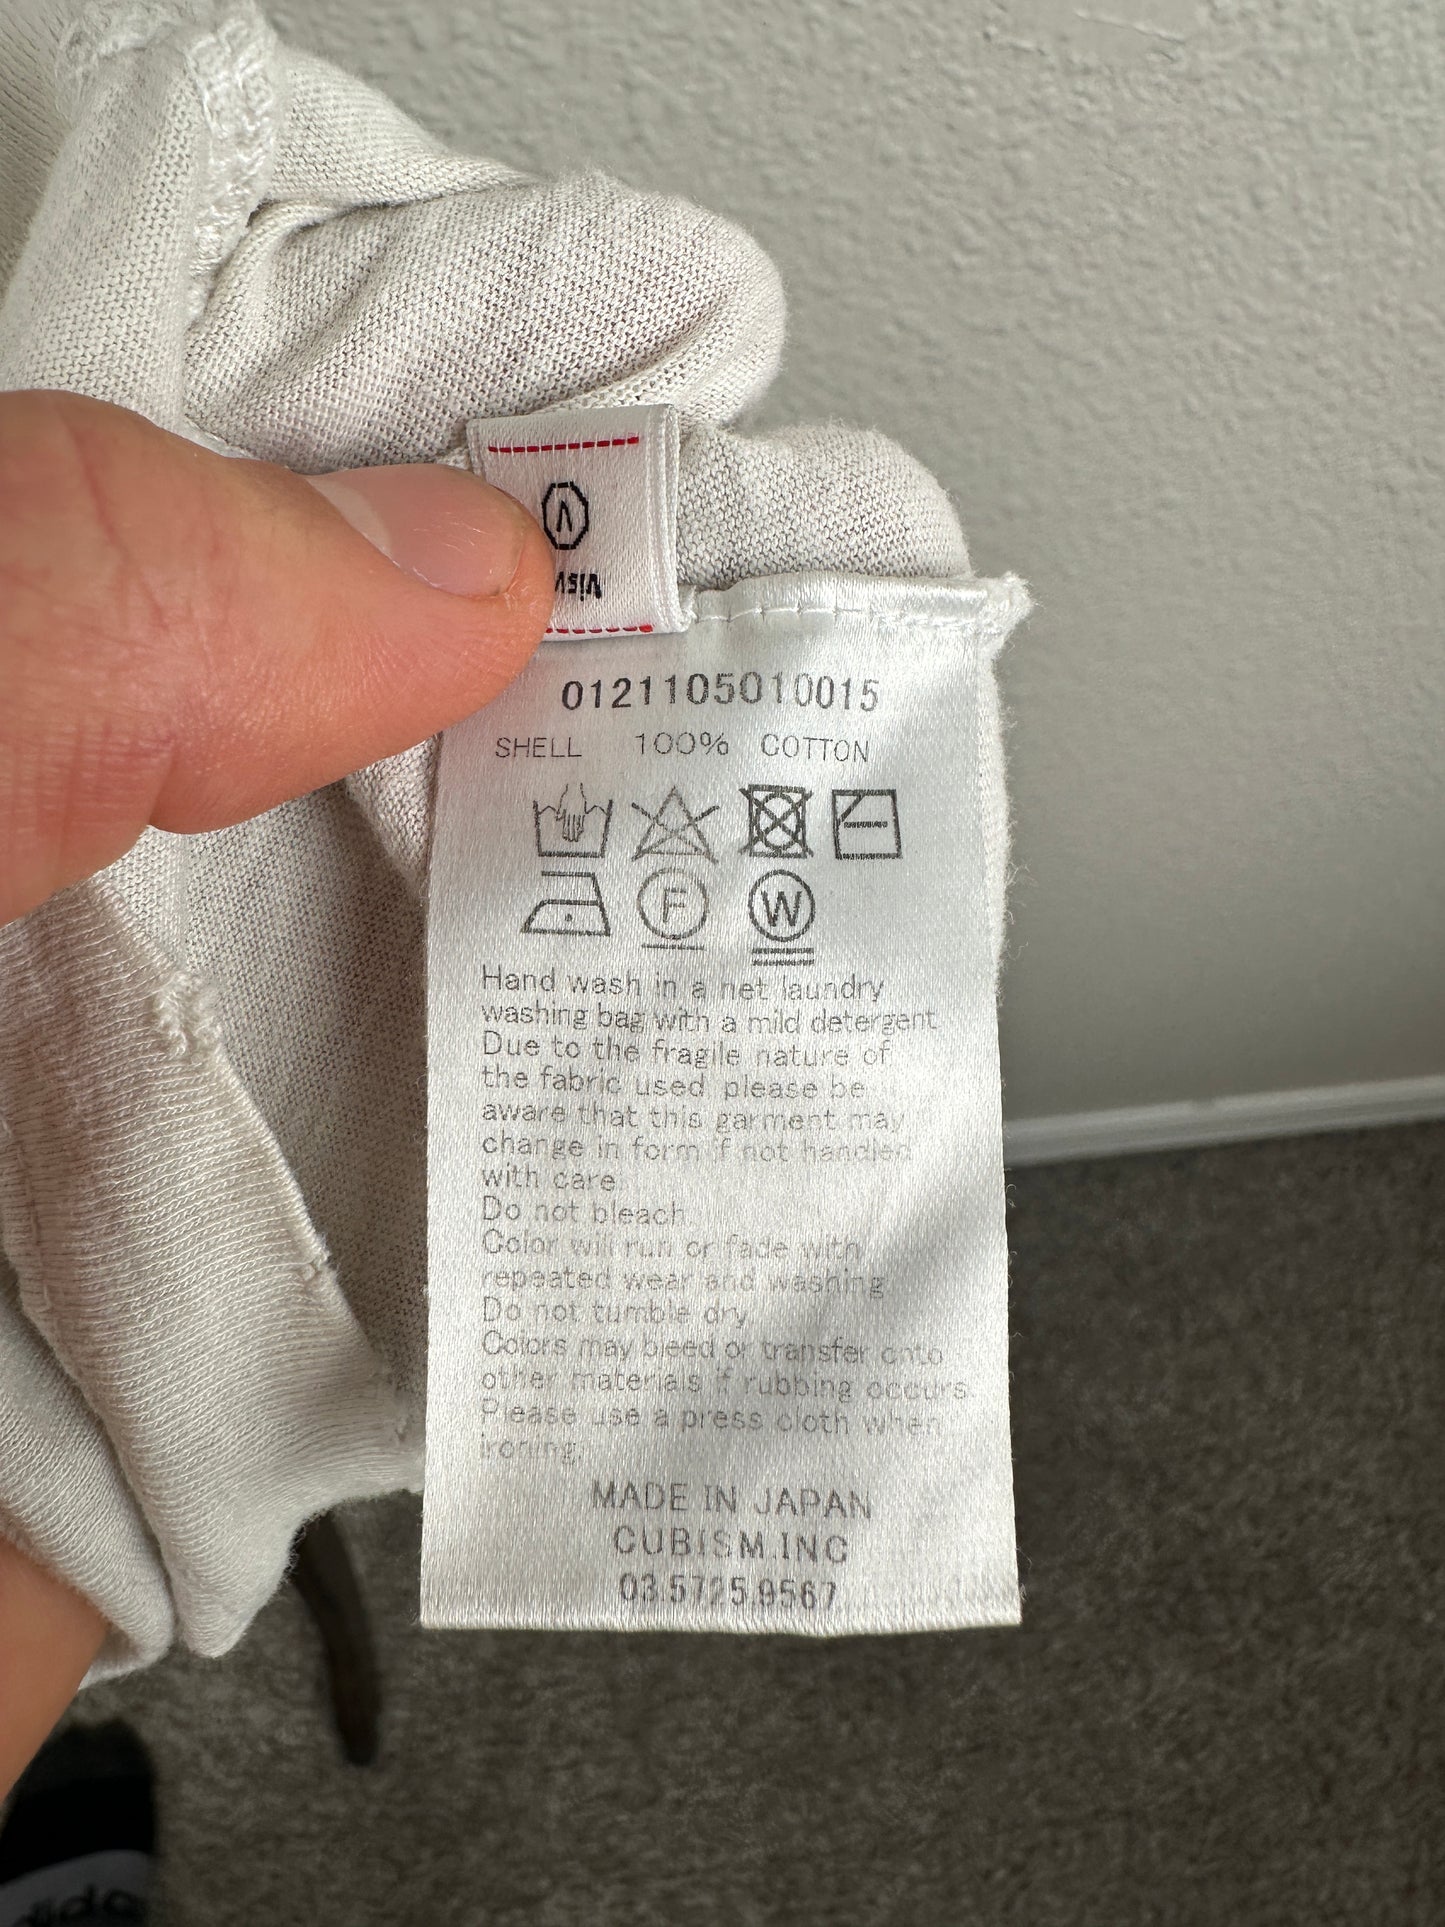 0121105010015
SHELL 100% COTTON
F W
Hand wash in a net laundry
washing bag with a mild detergent
Due to the fragile nature of
the fabric used please be
aware that this garment may
change in form if not handled
with care.
Do not bleach.
Color will run or fade with
repeated wear and washing
Do not tumble dry.
Colors may bleed or transfer onto
other materials if rubbing occurs.
Please use a press cloth when
ironing.
MADE IN JAPAN
CUBISM.INC
03.5725.9567